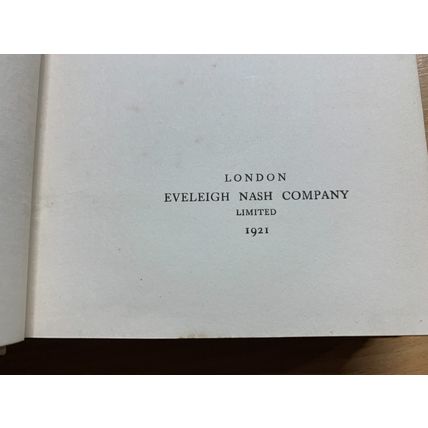 LONDON
EVELEIGH NASH COMPANY
LIMITED
1921